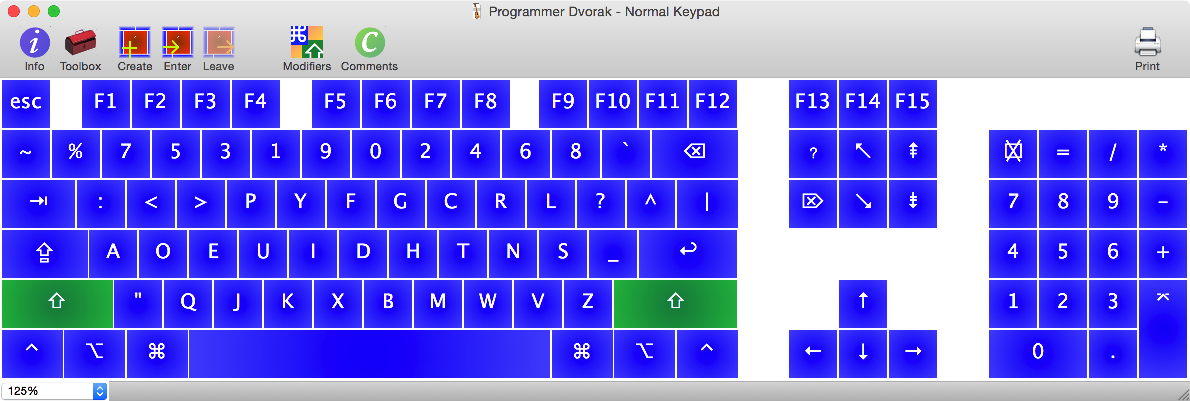 Programmer Dvorak - Normal Keypad
Info Toolbox Create Enter Leave Modifiers Comments Print
esc F1 F2 F3 F4 F5 F6 F7 F8 F9 F10 F11 F12 F13 F14 F15
~ % 7 5 3 1 9 0 2 4 6 8 ` ⌫ ? ↖ ⇞ = / *
⇥ : < > P Y F G C R L ? ^ | ⌦ ↘ ⇟ 7 8 9 -
⇪ A O E U I D H T N S _ ↩ 4 5 6 +
⇧ " Q J K X B M W V Z ⇧ ↑ 1 2 3 ⌤
⌃ ⌥ ⌘ ⌘ ⌥ ⌃ ← ↓ → 0 .
125%